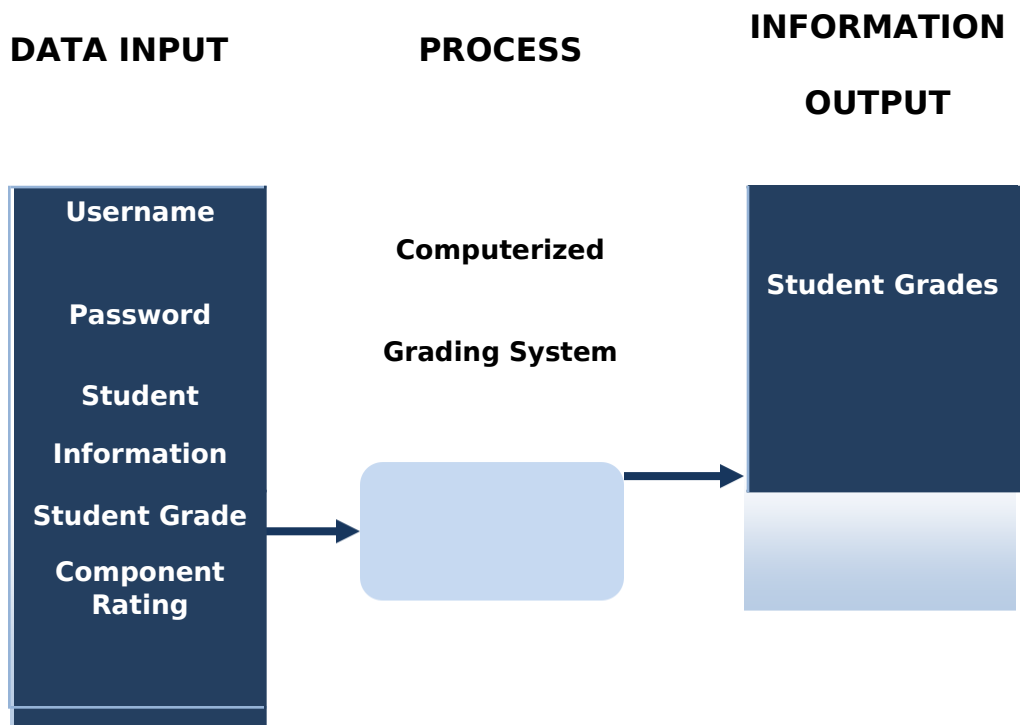 DATA INPUT
PROCESS
INFORMATION
OUTPUT
Username
Password
Student
Information
Student Grade
Component
Rating
Computerized
Grading System
Student Grades